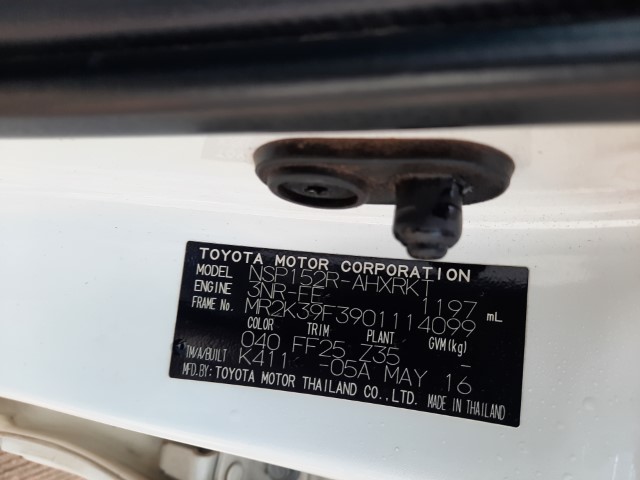 TOYOTA MOTOR CORPORATION
MODEL NSP152R-AHXRKT
ENGINE 3NR-FE 1197 mL
FRAME No. MR2K39F3901114099
COLOR TRIM PLANT GVM(kg)
040 FF25 Z35 -
TM/A/BUILT K411 -05A MAY 16
MFD.BY: TOYOTA MOTOR THAILAND CO.,LTD. MADE IN THAILAND